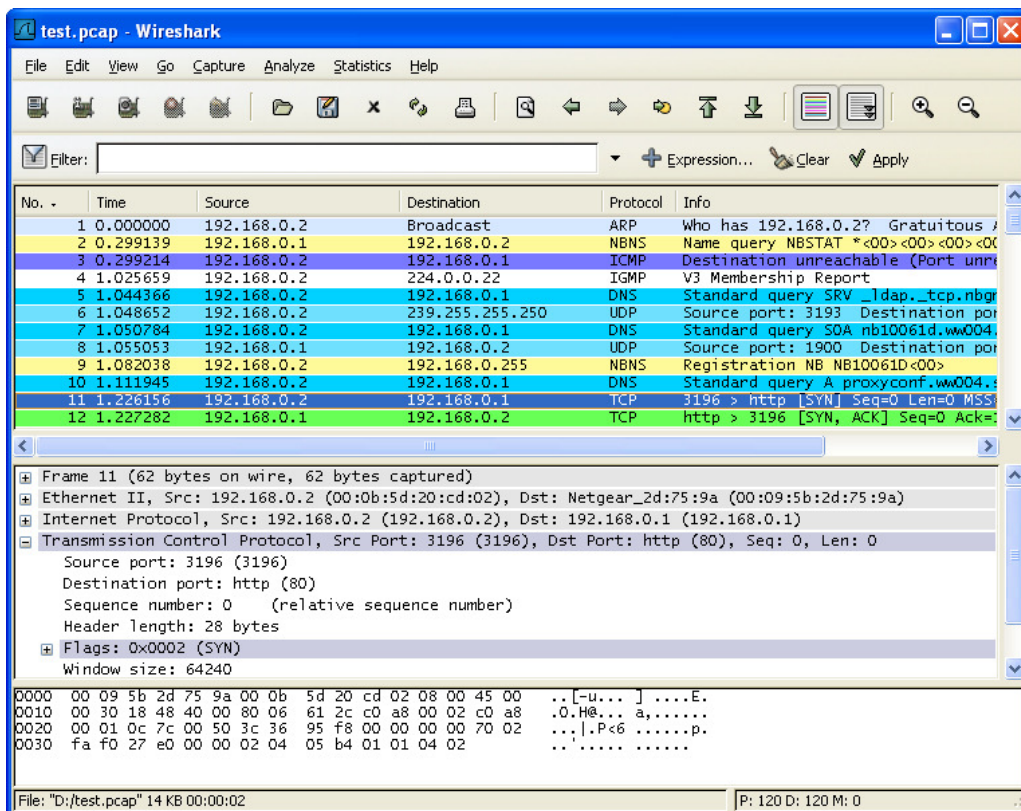 test.pcap - Wireshark
File Edit View Go Capture Analyze Statistics Help
Filter: Expression... Clear Apply
No. Time Source Destination Protocol Info
1 0.000000 192.168.0.2 Broadcast ARP Who has 192.168.0.2? Gratuitous
2 0.299139 192.168.0.1 192.168.0.2 NBNS Name query NBSTAT *<00><00><00><00
3 0.299214 192.168.0.2 192.168.0.1 ICMP Destination unreachable (Port unre
4 1.025659 192.168.0.2 224.0.0.22 IGMP V3 Membership Report
5 1.044366 192.168.0.2 192.168.0.1 DNS Standard query SRV _ldap._tcp.nbgm
6 1.048652 192.168.0.2 239.255.255.250 UDP Source port: 3193 Destination por
7 1.050784 192.168.0.2 192.168.0.1 DNS Standard query SOA nb10061d.ww004.
8 1.055053 192.168.0.1 192.168.0.2 UDP Source port: 1900 Destination por
9 1.082038 192.168.0.2 192.168.0.255 NBNS Registration NB NB10061D<00>
10 1.111945 192.168.0.2 192.168.0.1 DNS Standard query A proxyconf.ww004.s
11 1.226156 192.168.0.2 192.168.0.1 TCP 3196 > http [SYN] Seq=0 Len=0 MSS
12 1.227282 192.168.0.1 192.168.0.2 TCP http > 3196 [SYN, ACK] Seq=0 Ack=
Frame 11 (62 bytes on wire, 62 bytes captured)
Ethernet II, Src: 192.168.0.2 (00:0b:5d:20:cd:02), Dst: Netgear_2d:75:9a (00:09:5b:2d:75:9a)
Internet Protocol, Src: 192.168.0.2 (192.168.0.2), Dst: 192.168.0.1 (192.168.0.1)
Transmission Control Protocol, Src Port: 3196 (3196), Dst Port: http (80), Seq: 0, Len: 0
Source port: 3196 (3196)
Destination port: http (80)
Sequence number: 0 (relative sequence number)
Header length: 28 bytes
Flags: 0x0002 (SYN)
Window size: 64240
0000 00 09 5b 2d 75 9a 00 0b 5d 20 cd 02 08 00 45 00 ..[-u... ] ....E.
0010 00 30 18 48 40 00 80 06 61 2c c0 a8 00 02 c0 a8 .0.H@... a,......
0020 00 01 0c 7c 00 50 3c 36 95 f8 00 00 00 00 70 02 ...|.P<6 ......p.
0030 fa f0 27 e0 00 00 02 04 05 b4 01 01 04 02 ..'..... ......
File: "D:/test.pcap" 14 KB 00:00:02 P: 120 D: 120 M: 0